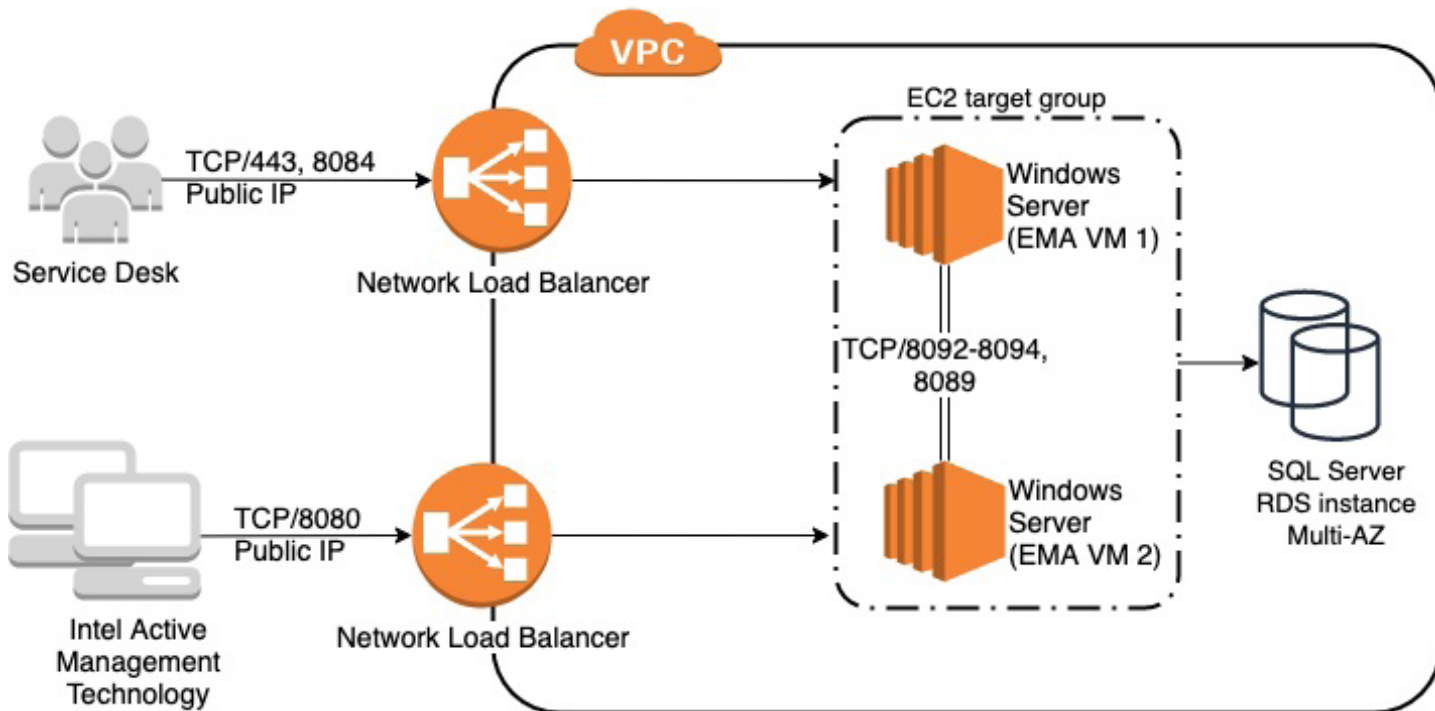 VPC
EC2 target group
TCP/443, 8084
Public IP
Service Desk
Network Load Balancer
Windows
Server
(EMA VM 1)
TCP/8092-8094,
8089
SQL Server
RDS instance
Multi-AZ
TCP/8080
Public IP
Intel Active
Management
Technology
Network Load Balancer
Windows
Server
(EMA VM 2)